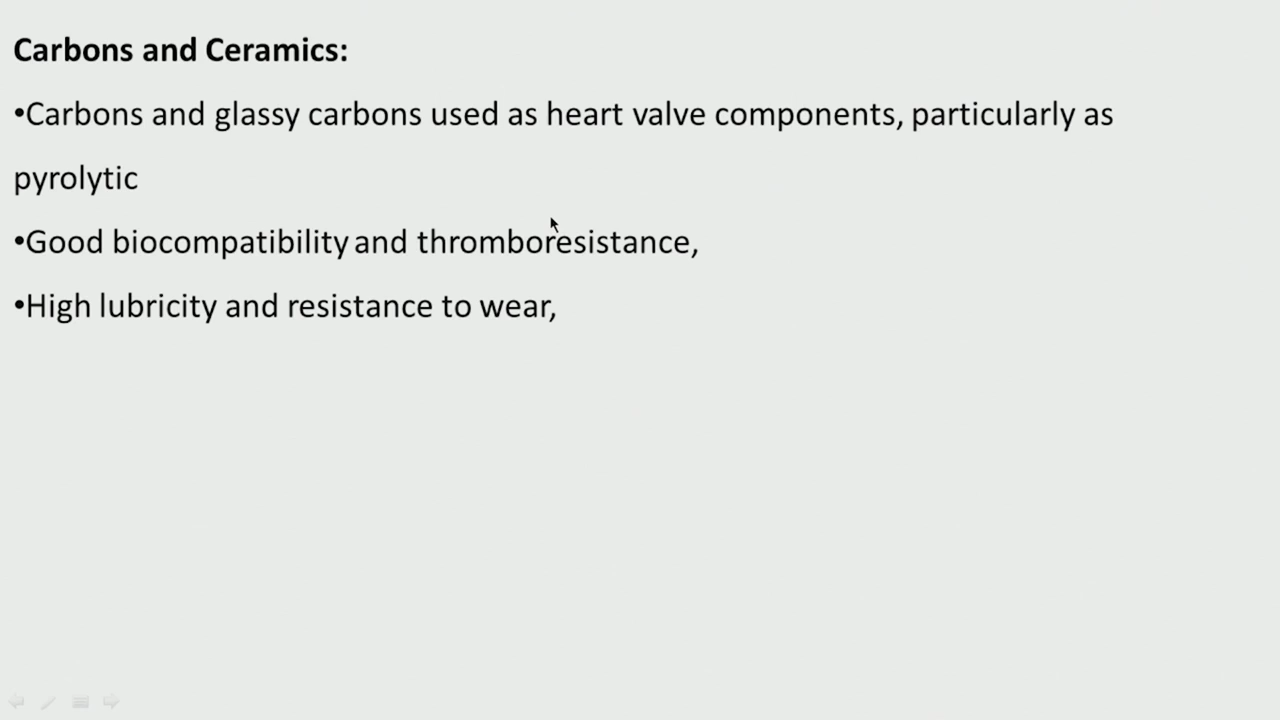 Carbons and Ceramics:
•Carbons and glassy carbons used as heart valve components, particularly as
pyrolytic
•Good biocompatibility and thromboresistance,
•High lubricity and resistance to wear,